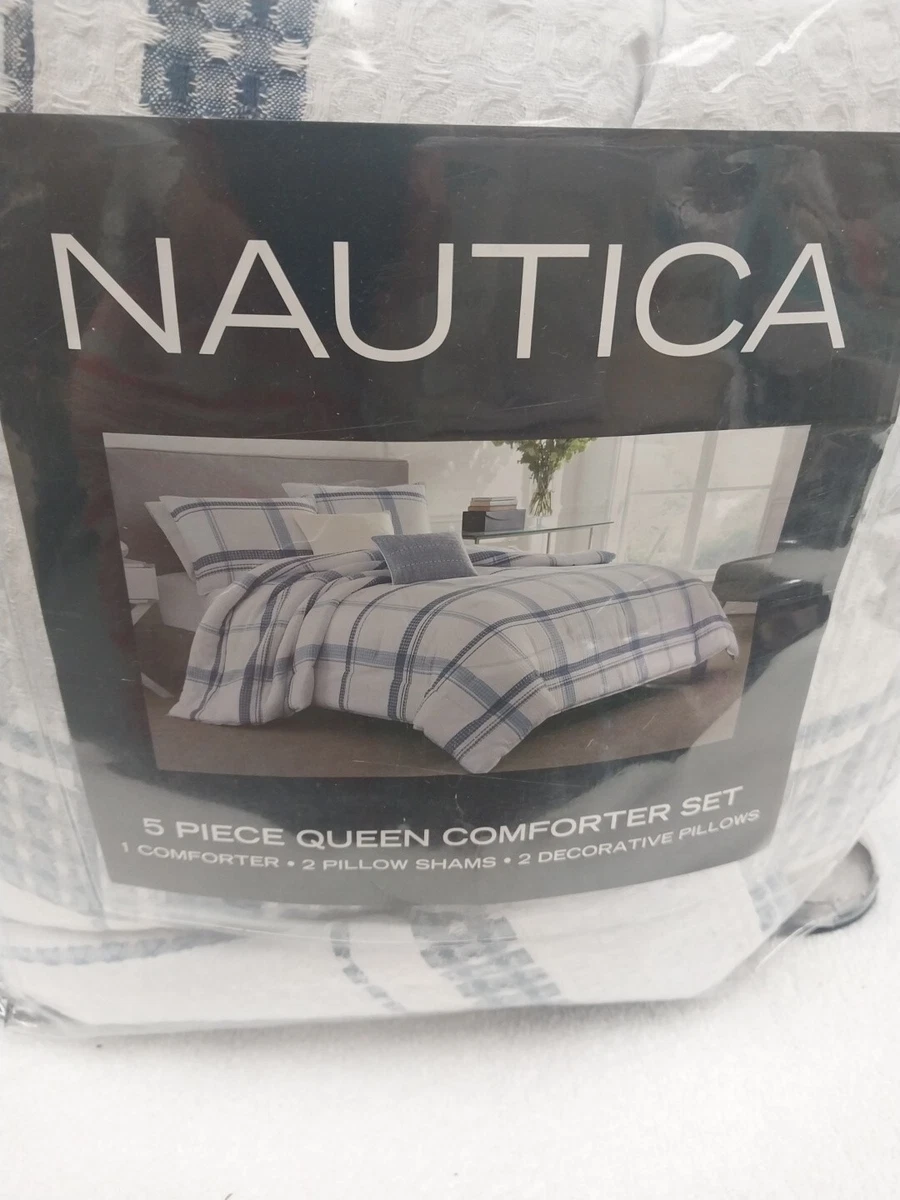 NAUTICA
5 PIECE QUEEN COMFORTER SET
1 COMFORTER • 2 PILLOW SHAMS • 2 DECORATIVE PILLOWS